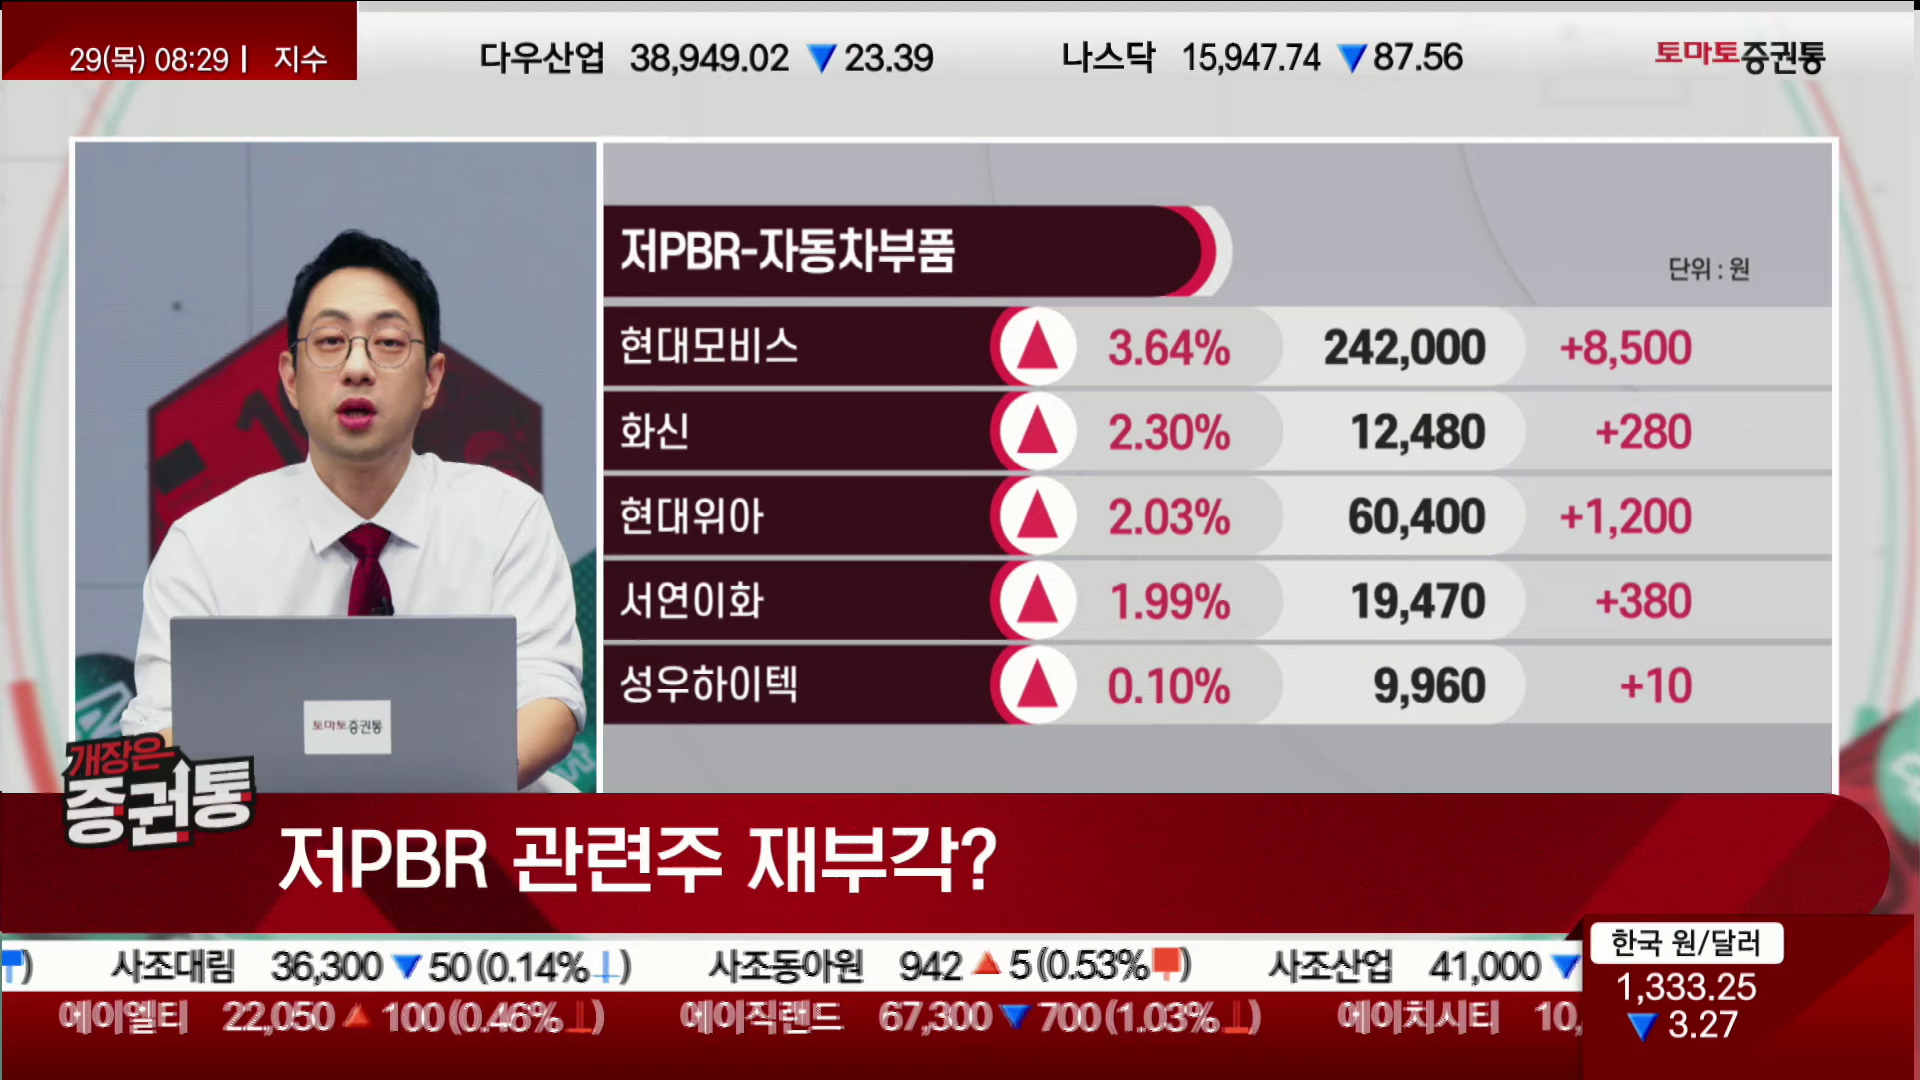 29(목) 08:29 | 지수 다우산업 38,949.02 ▼ 23.39 나스닥 15,947.74 ▼ 87.56 토마토증권통
저PBR-자동차부품
단위 : 원
현대모비스 ▲ 3.64% 242,000 +8,500
화신 ▲ 2.30% 12,480 +280
현대위아 ▲ 2.03% 60,400 +1,200
서연이화 ▲ 1.99% 19,470 +380
성우하이텍 ▲ 0.10% 9,960 +10
토마토증권통
개장은
증권통
저PBR 관련주 재부각?
) 사조대림 36,300 ▼ 50 (0.14%↓) 사조동아원 942 ▲ 5 (0.53%↑) 사조산업 41,000 ▼
에이엘티 22,050 ▲ 100 (0.46%) 에이직랜드 67,300 ▼ 700 (1.03%) 에이치시티 10,
한국 원/달러
1,333.25
▼ 3.27